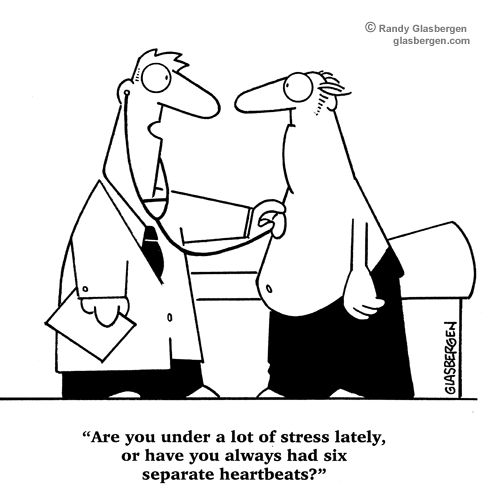 © Randy Glasbergen
glasbergen.com
GLASBERGEN
“Are you under a lot of stress lately,
or have you always had six
separate heartbeats?”